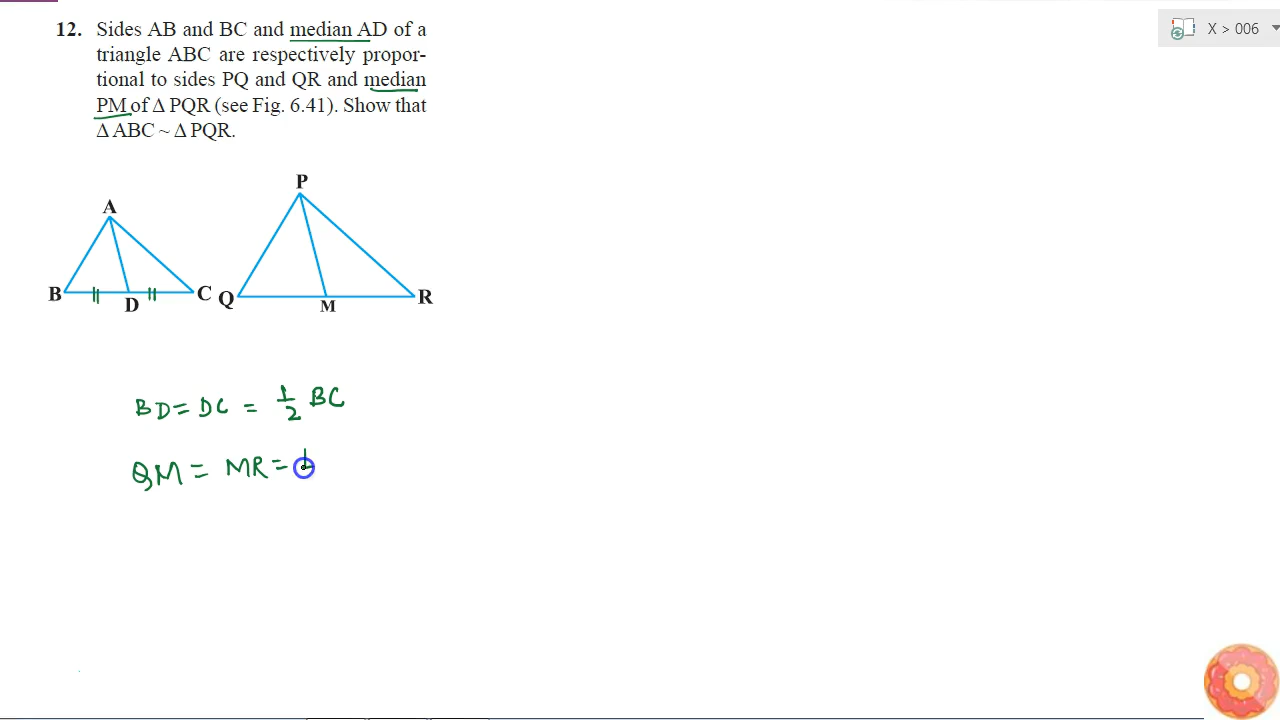 12. Sides AB and BC and median AD of a
triangle ABC are respectively propor-
tional to sides PQ and QR and median
PM of Δ PQR (see Fig. 6.41). Show that
Δ ABC ~ Δ PQR.
X > 006
P
A
B
D
C
Q
M
R
BD = DC = 1/2 BC
QM = MR = 1